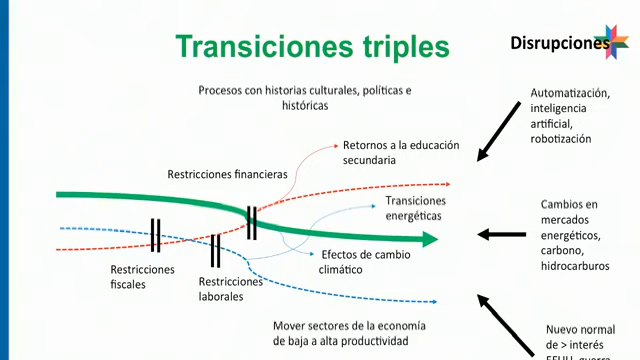 Transiciones triples
Disrupciones
Procesos con historias culturales, políticas e
históricas
Automatización,
inteligencia
artificial,
robotización
Retornos a la educación
secundaria
Restricciones financieras
Transiciones
energéticas
Cambios en
mercados
energéticos,
carbono,
hidrocarburos
Efectos de cambio
climático
Restricciones
fiscales
Restricciones
laborales
Mover sectores de la economía
de baja a alta productividad
Nuevo normal
de > interés
EEUU, guerra